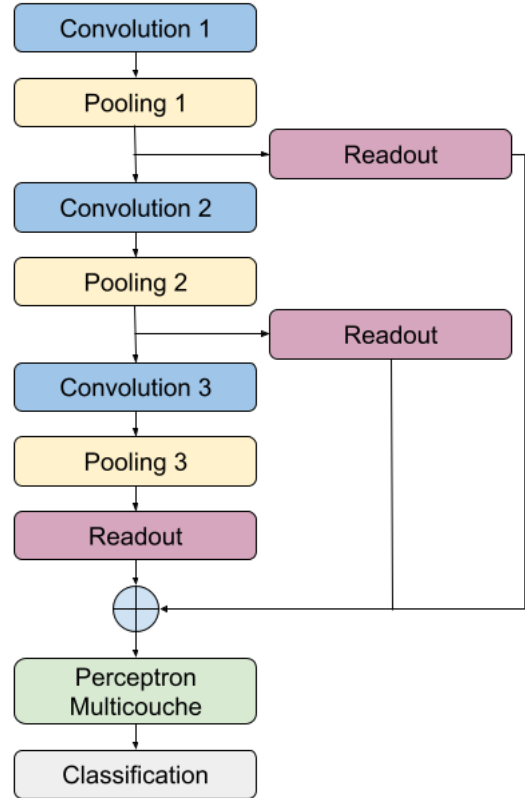 Convolution 1
Pooling 1
Readout
Convolution 2
Pooling 2
Readout
Convolution 3
Pooling 3
Readout
Perceptron
Multicouche
Classification